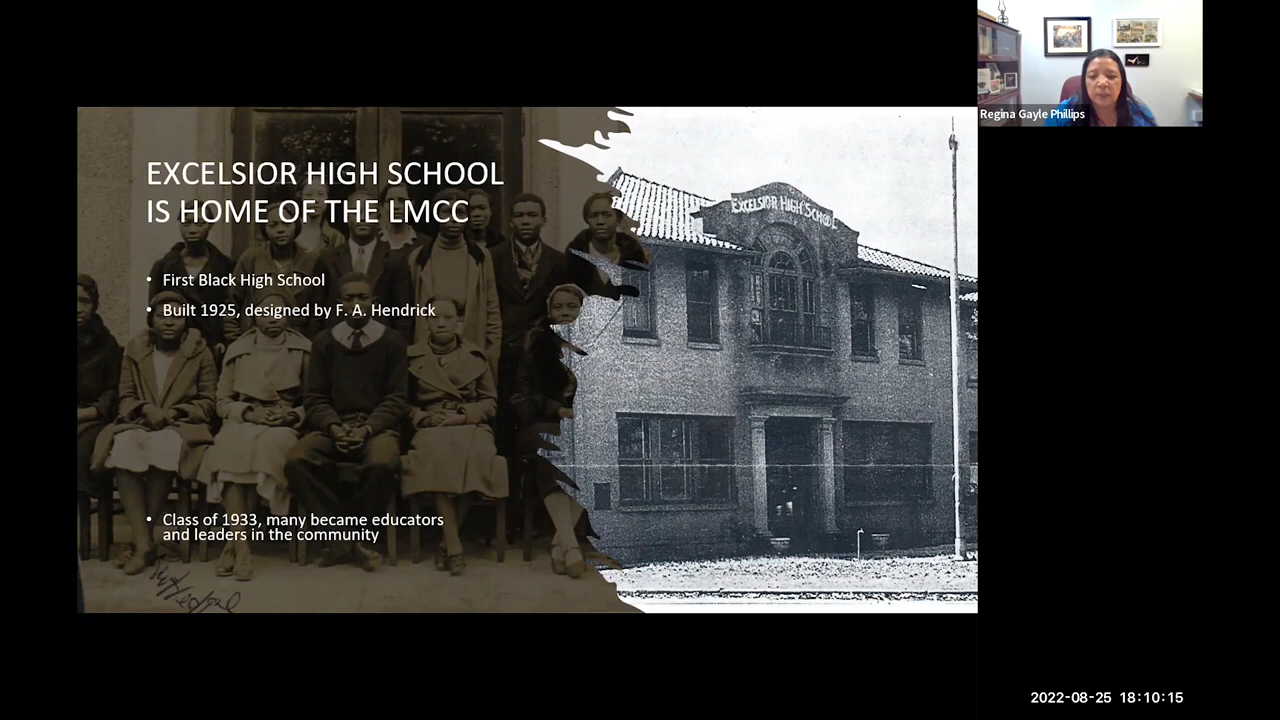 EXCELSIOR HIGH SCHOOL
IS HOME OF THE LMCC
• First Black High School
• Built 1925, designed by F. A. Hendrick
• Class of 1933, many became educators
and leaders in the community
EXCELSIOR HIGH SCHOOL
Regina Gayle Phillips
2022-08-25 18:10:15